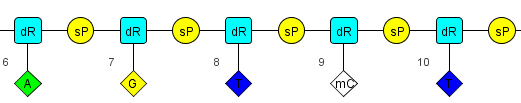 dR sP dR sP dR sP dR sP dR sP
6 7 8 9 10
A G I mC I